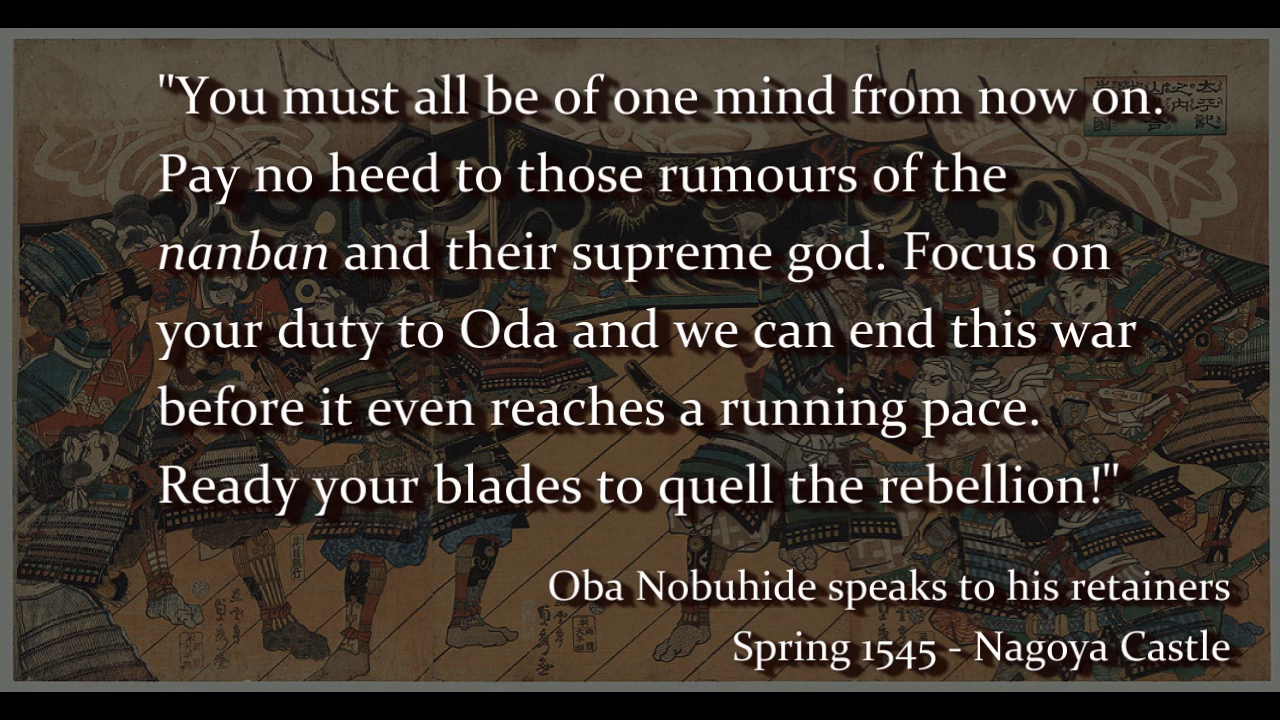 "You must all be of one mind from now on.
Pay no heed to those rumours of the
nanban and their supreme god. Focus on
your duty to Oda and we can end this war
before it even reaches a running pace.
Ready your blades to quell the rebellion!"
Oba Nobuhide speaks to his retainers
Spring 1545 - Nagoya Castle
太平記